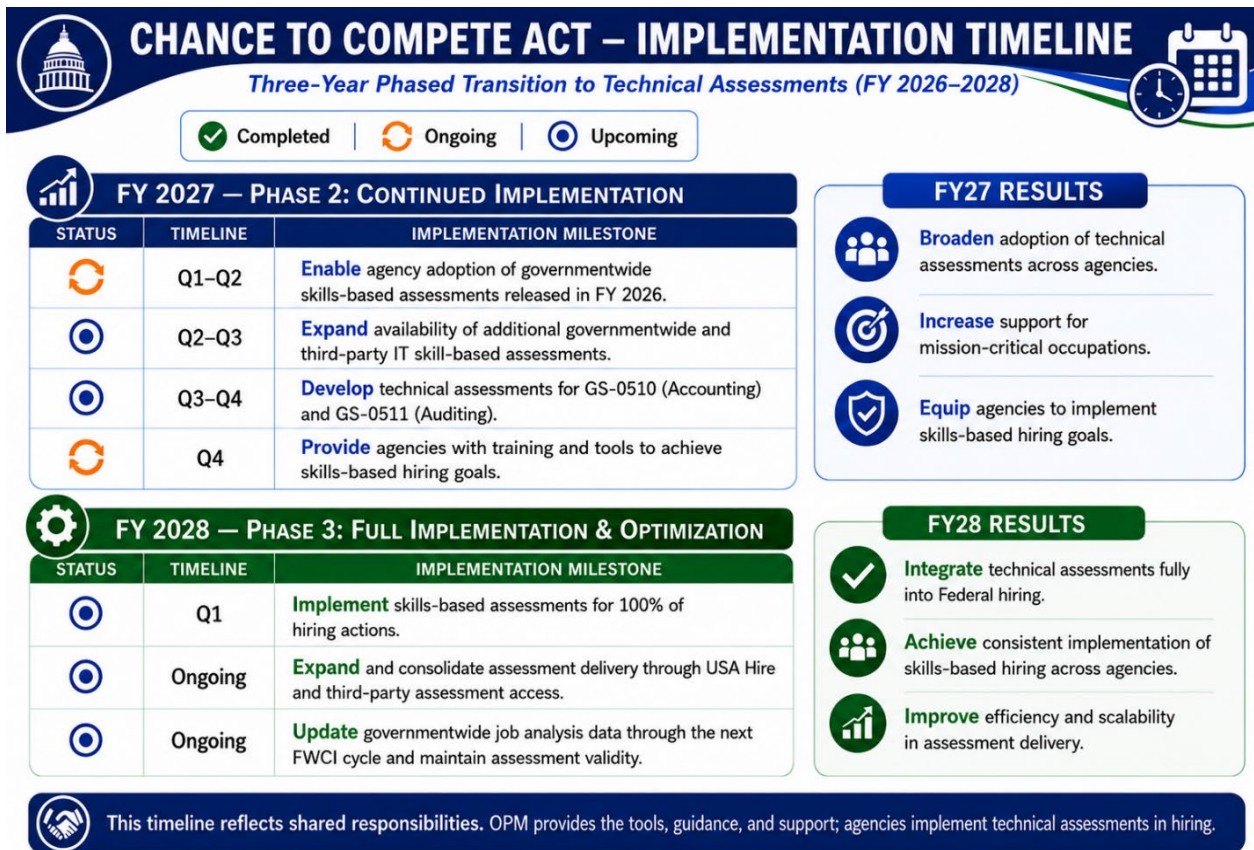 CHANCE TO COMPETE ACT – IMPLEMENTATION TIMELINE
Three-Year Phased Transition to Technical Assessments (FY 2026–2028)
Completed
Ongoing
Upcoming
FY 2027 — PHASE 2: CONTINUED IMPLEMENTATION
STATUS TIMELINE IMPLEMENTATION MILESTONE
Q1–Q2
Enable agency adoption of governmentwide
skills-based assessments released in FY 2026.
Q2–Q3
Expand availability of additional governmentwide and
third-party IT skill-based assessments.
Q3–Q4
Develop technical assessments for GS-0510 (Accounting)
and GS-0511 (Auditing).
Q4
Provide agencies with training and tools to achieve
skills-based hiring goals.
FY27 RESULTS
Broaden adoption of technical
assessments across agencies.
Increase support for
mission-critical occupations.
Equip agencies to implement
skills-based hiring goals.
FY 2028 — PHASE 3: FULL IMPLEMENTATION & OPTIMIZATION
STATUS TIMELINE IMPLEMENTATION MILESTONE
Q1
Implement skills-based assessments for 100% of
hiring actions.
Ongoing
Expand and consolidate assessment delivery through USA Hire
and third-party assessment access.
Ongoing
Update governmentwide job analysis data through the next
FWCI cycle and maintain assessment validity.
FY28 RESULTS
Integrate technical assessments fully
into Federal hiring.
Achieve consistent implementation of
skills-based hiring across agencies.
Improve efficiency and scalability
in assessment delivery.
This timeline reflects shared responsibilities. OPM provides the tools, guidance, and support; agencies implement technical assessments in hiring.